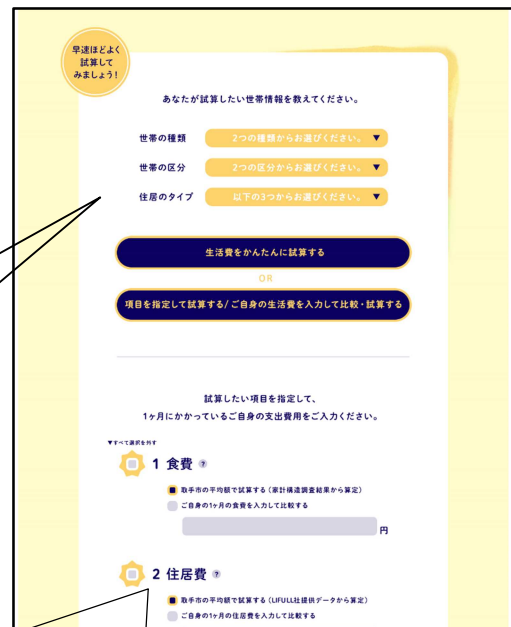 早速ほどよく
試算して
みましょう!
あなたが試算したい世帯情報を教えてください。
世帯の種類 2つの種類からお選びください。 ▼
世帯の区分 2つの区分からお選びください。 ▼
住居のタイプ 以下の3つからお選びください。 ▼
生活費をかんたんに試算する
OR
項目を指定して試算する/ご自身の生活費を入力して比較・試算する
試算したい項目を指定して、
1ヶ月にかかっているご自身の支出費用をご入力ください。
▼すべて選択を外す
1 食費 ?
取手市の平均額で試算する(家計構造調査結果から算定)
ご自身の1ヶ月の食費を入力して比較する
円
2 住居費 ?
取手市の平均額で試算する(LIFULL社提供データから算定)
ご自身の1ヶ月の住居費を入力して比較する